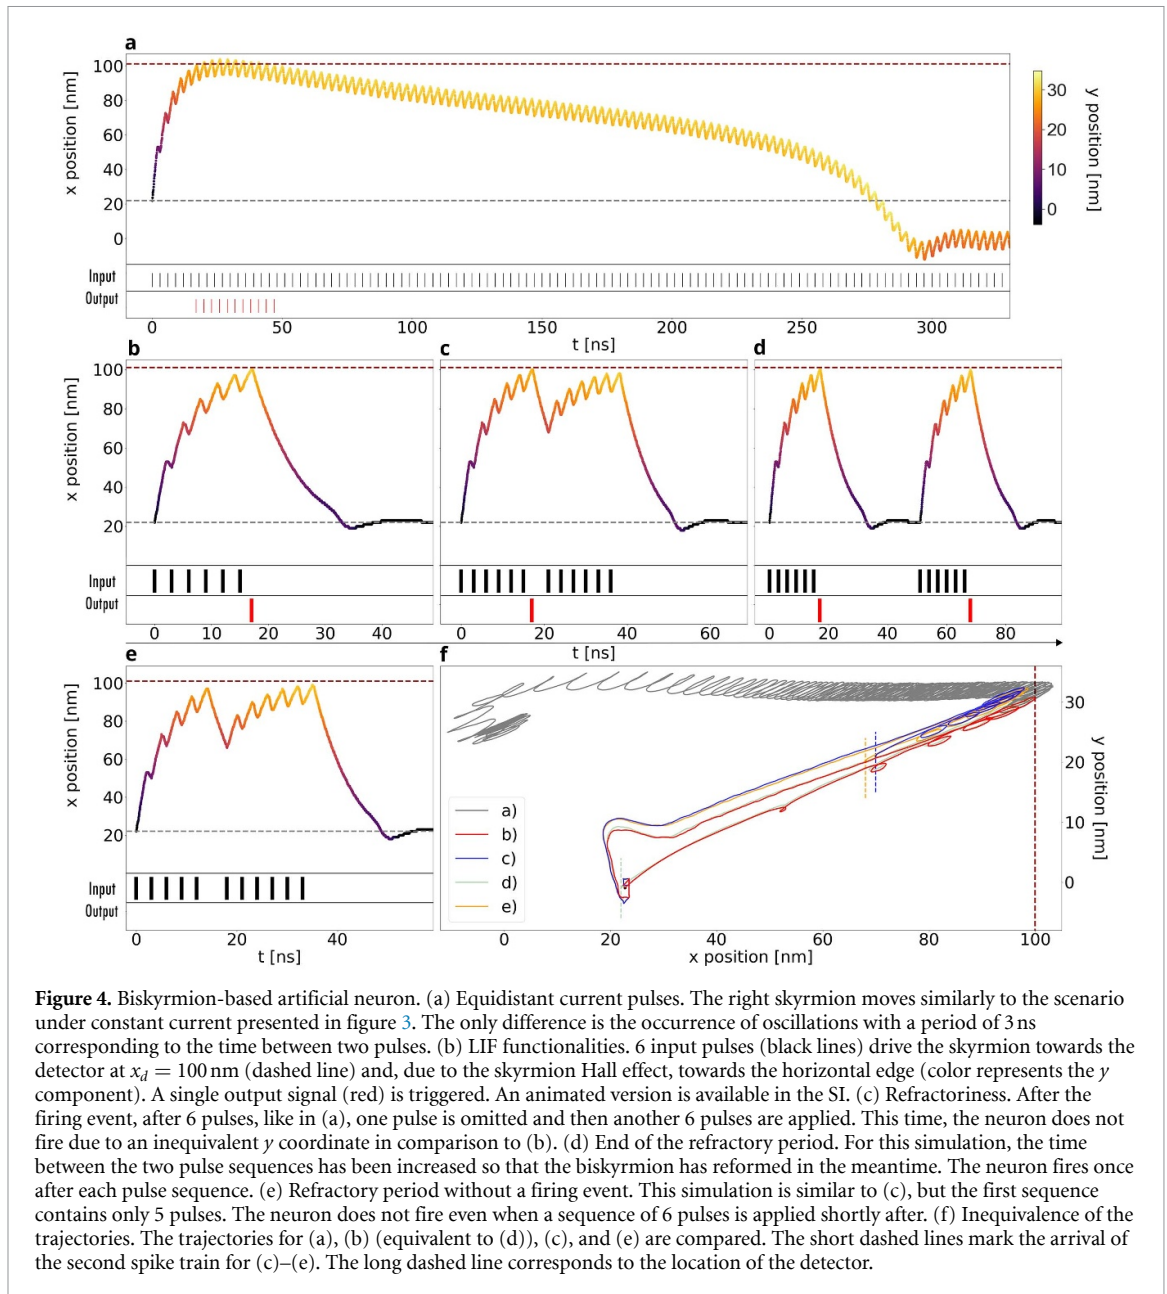 a
x position [nm]
100
80
60
40
20
0
Input
Output
0 50 100 150 200 250 300
t [ns]
30
20
10
0
y position [nm]
b c d
x position [nm]
100
80
60
40
20
Input
Output
0 10 20 30 40
0 20 40 60
0 20 40 60 80
t [ns]
e
x position [nm]
100
80
60
40
20
Input
Output
0 20 40
t [ns]
f
a)
b)
c)
d)
e)
30
20
10
0
y position [nm]
0 20 40 60 80 100
x position [nm]
Figure 4. Biskyrmion-based artificial neuron. (a) Equidistant current pulses. The right skyrmion moves similarly to the scenario
under constant current presented in figure 3. The only difference is the occurrence of oscillations with a period of 3 ns
corresponding to the time between two pulses. (b) LIF functionalities. 6 input pulses (black lines) drive the skyrmion towards the
detector at x_d = 100 nm (dashed line) and, due to the skyrmion Hall effect, towards the horizontal edge (color represents the y
component). A single output signal (red) is triggered. An animated version is available in the SI. (c) Refractoriness. After the
firing event, after 6 pulses, like in (a), one pulse is omitted and then another 6 pulses are applied. This time, the neuron does not
fire due to an inequivalent y coordinate in comparison to (b). (d) End of the refractory period. For this simulation, the time
between the two pulse sequences has been increased so that the biskyrmion has reformed in the meantime. The neuron fires once
after each pulse sequence. (e) Refractory period without a firing event. This simulation is similar to (c), but the first sequence
contains only 5 pulses. The neuron does not fire even when a sequence of 6 pulses is applied shortly after. (f) Inequivalence of the
trajectories. The trajectories for (a), (b) (equivalent to (d)), (c), and (e) are compared. The short dashed lines mark the arrival of
the second spike train for (c)–(e). The long dashed line corresponds to the location of the detector.